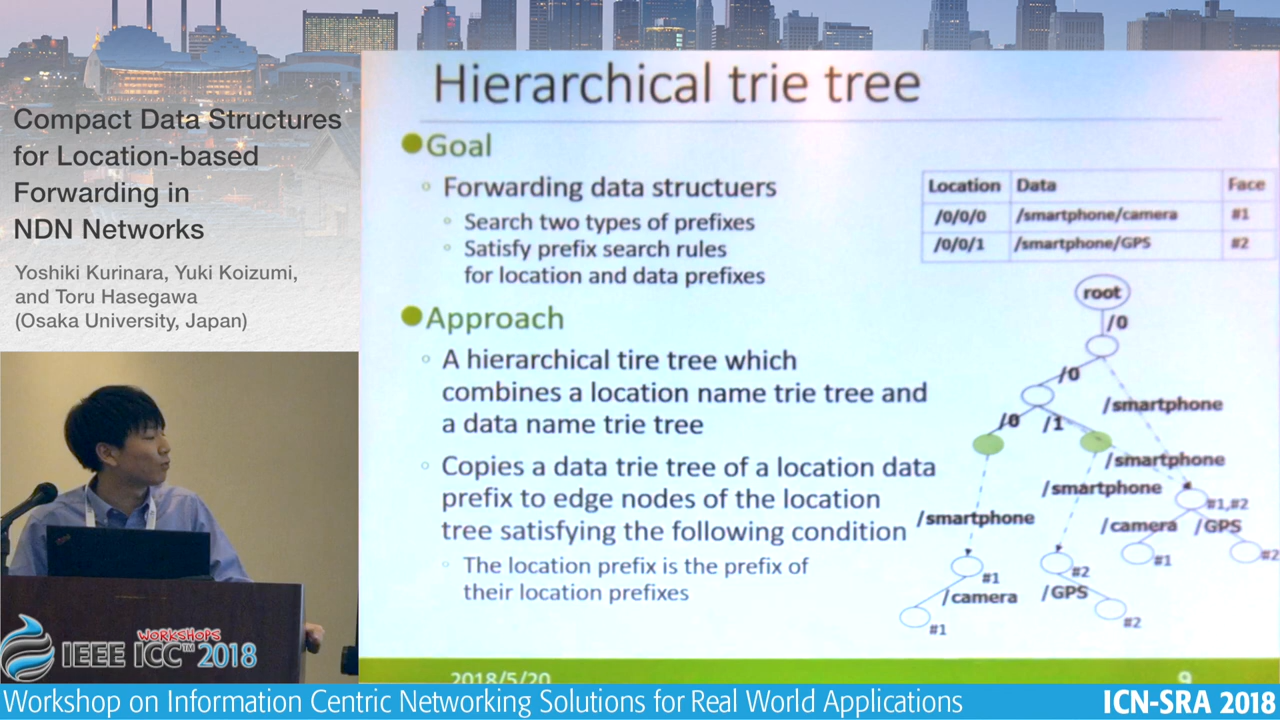 Compact Data Structures
for Location-based
Forwarding in
NDN Networks
Yoshiki Kurinara, Yuki Koizumi,
and Toru Hasegawa
(Osaka University, Japan)
Hierarchical trie tree
Goal
Forwarding data structuers
Search two types of prefixes
Satisfy prefix search rules
for location and data prefixes
Approach
A hierarchical tire tree which
combines a location name trie tree and
a data name trie tree
Copies a data trie tree of a location data
prefix to edge nodes of the location
tree satisfying the following condition
The location prefix is the prefix of
their location prefixes
Location Data Face
/0/0/0 /smartphone/camera #1
/0/0/1 /smartphone/GPS #2
root
/0
/0
/smartphone
/0 /1
/smartphone
/smartphone
#1,#2
/smartphone
/camera /GPS
#1 #2
#1 #2
/camera /GPS
#1 #2
2018/5/20 9
WORKSHOPS
IEEE ICC™ 2018
Workshop on Information Centric Networking Solutions for Real World Applications
ICN-SRA 2018